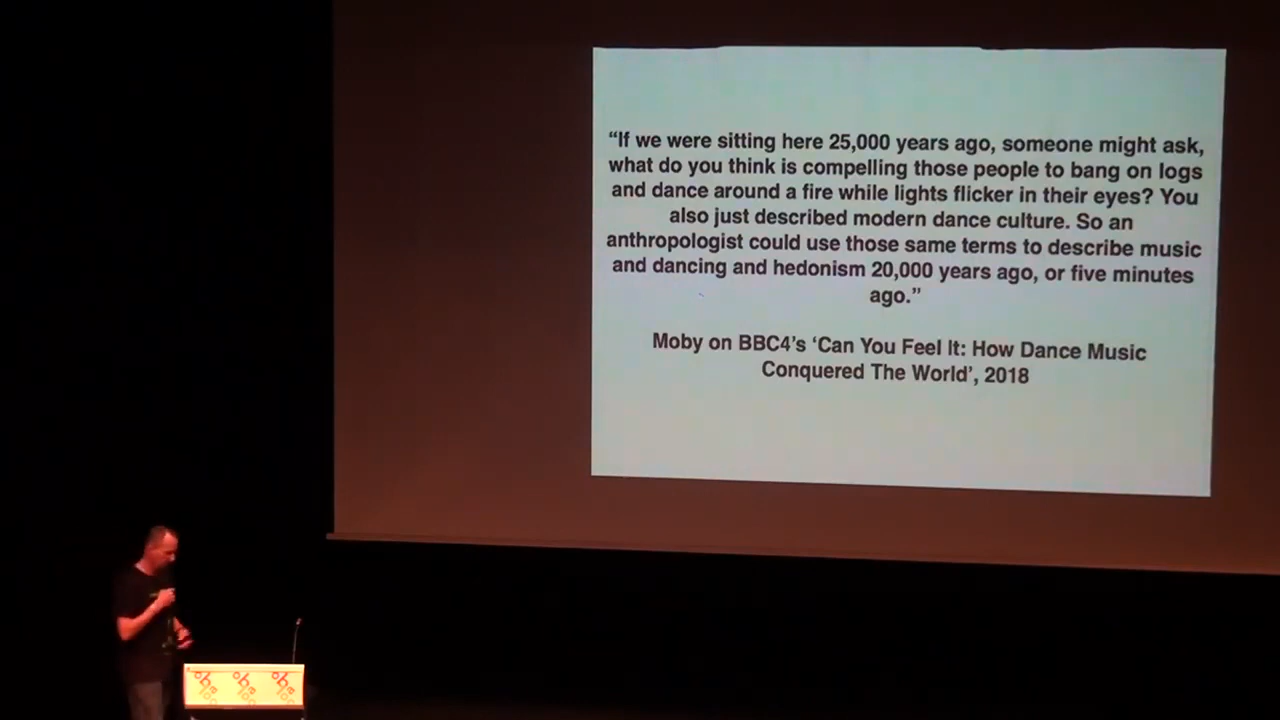 “If we were sitting here 25,000 years ago, someone might ask,
what do you think is compelling those people to bang on logs
and dance around a fire while lights flicker in their eyes? You
also just described modern dance culture. So an
anthropologist could use those same terms to describe music
and dancing and hedonism 20,000 years ago, or five minutes
ago.”
Moby on BBC4’s ‘Can You Feel It: How Dance Music
Conquered The World’, 2018